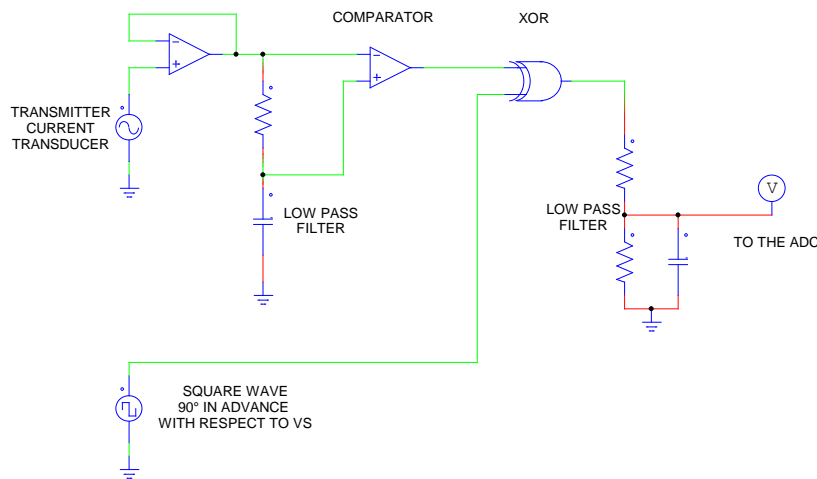 COMPARATOR
XOR
TRANSMITTER
CURRENT
TRANSDUCER
LOW PASS
FILTER
LOW PASS
FILTER
V
TO THE ADC
SQUARE WAVE
90° IN ADVANCE
WITH RESPECT TO VS